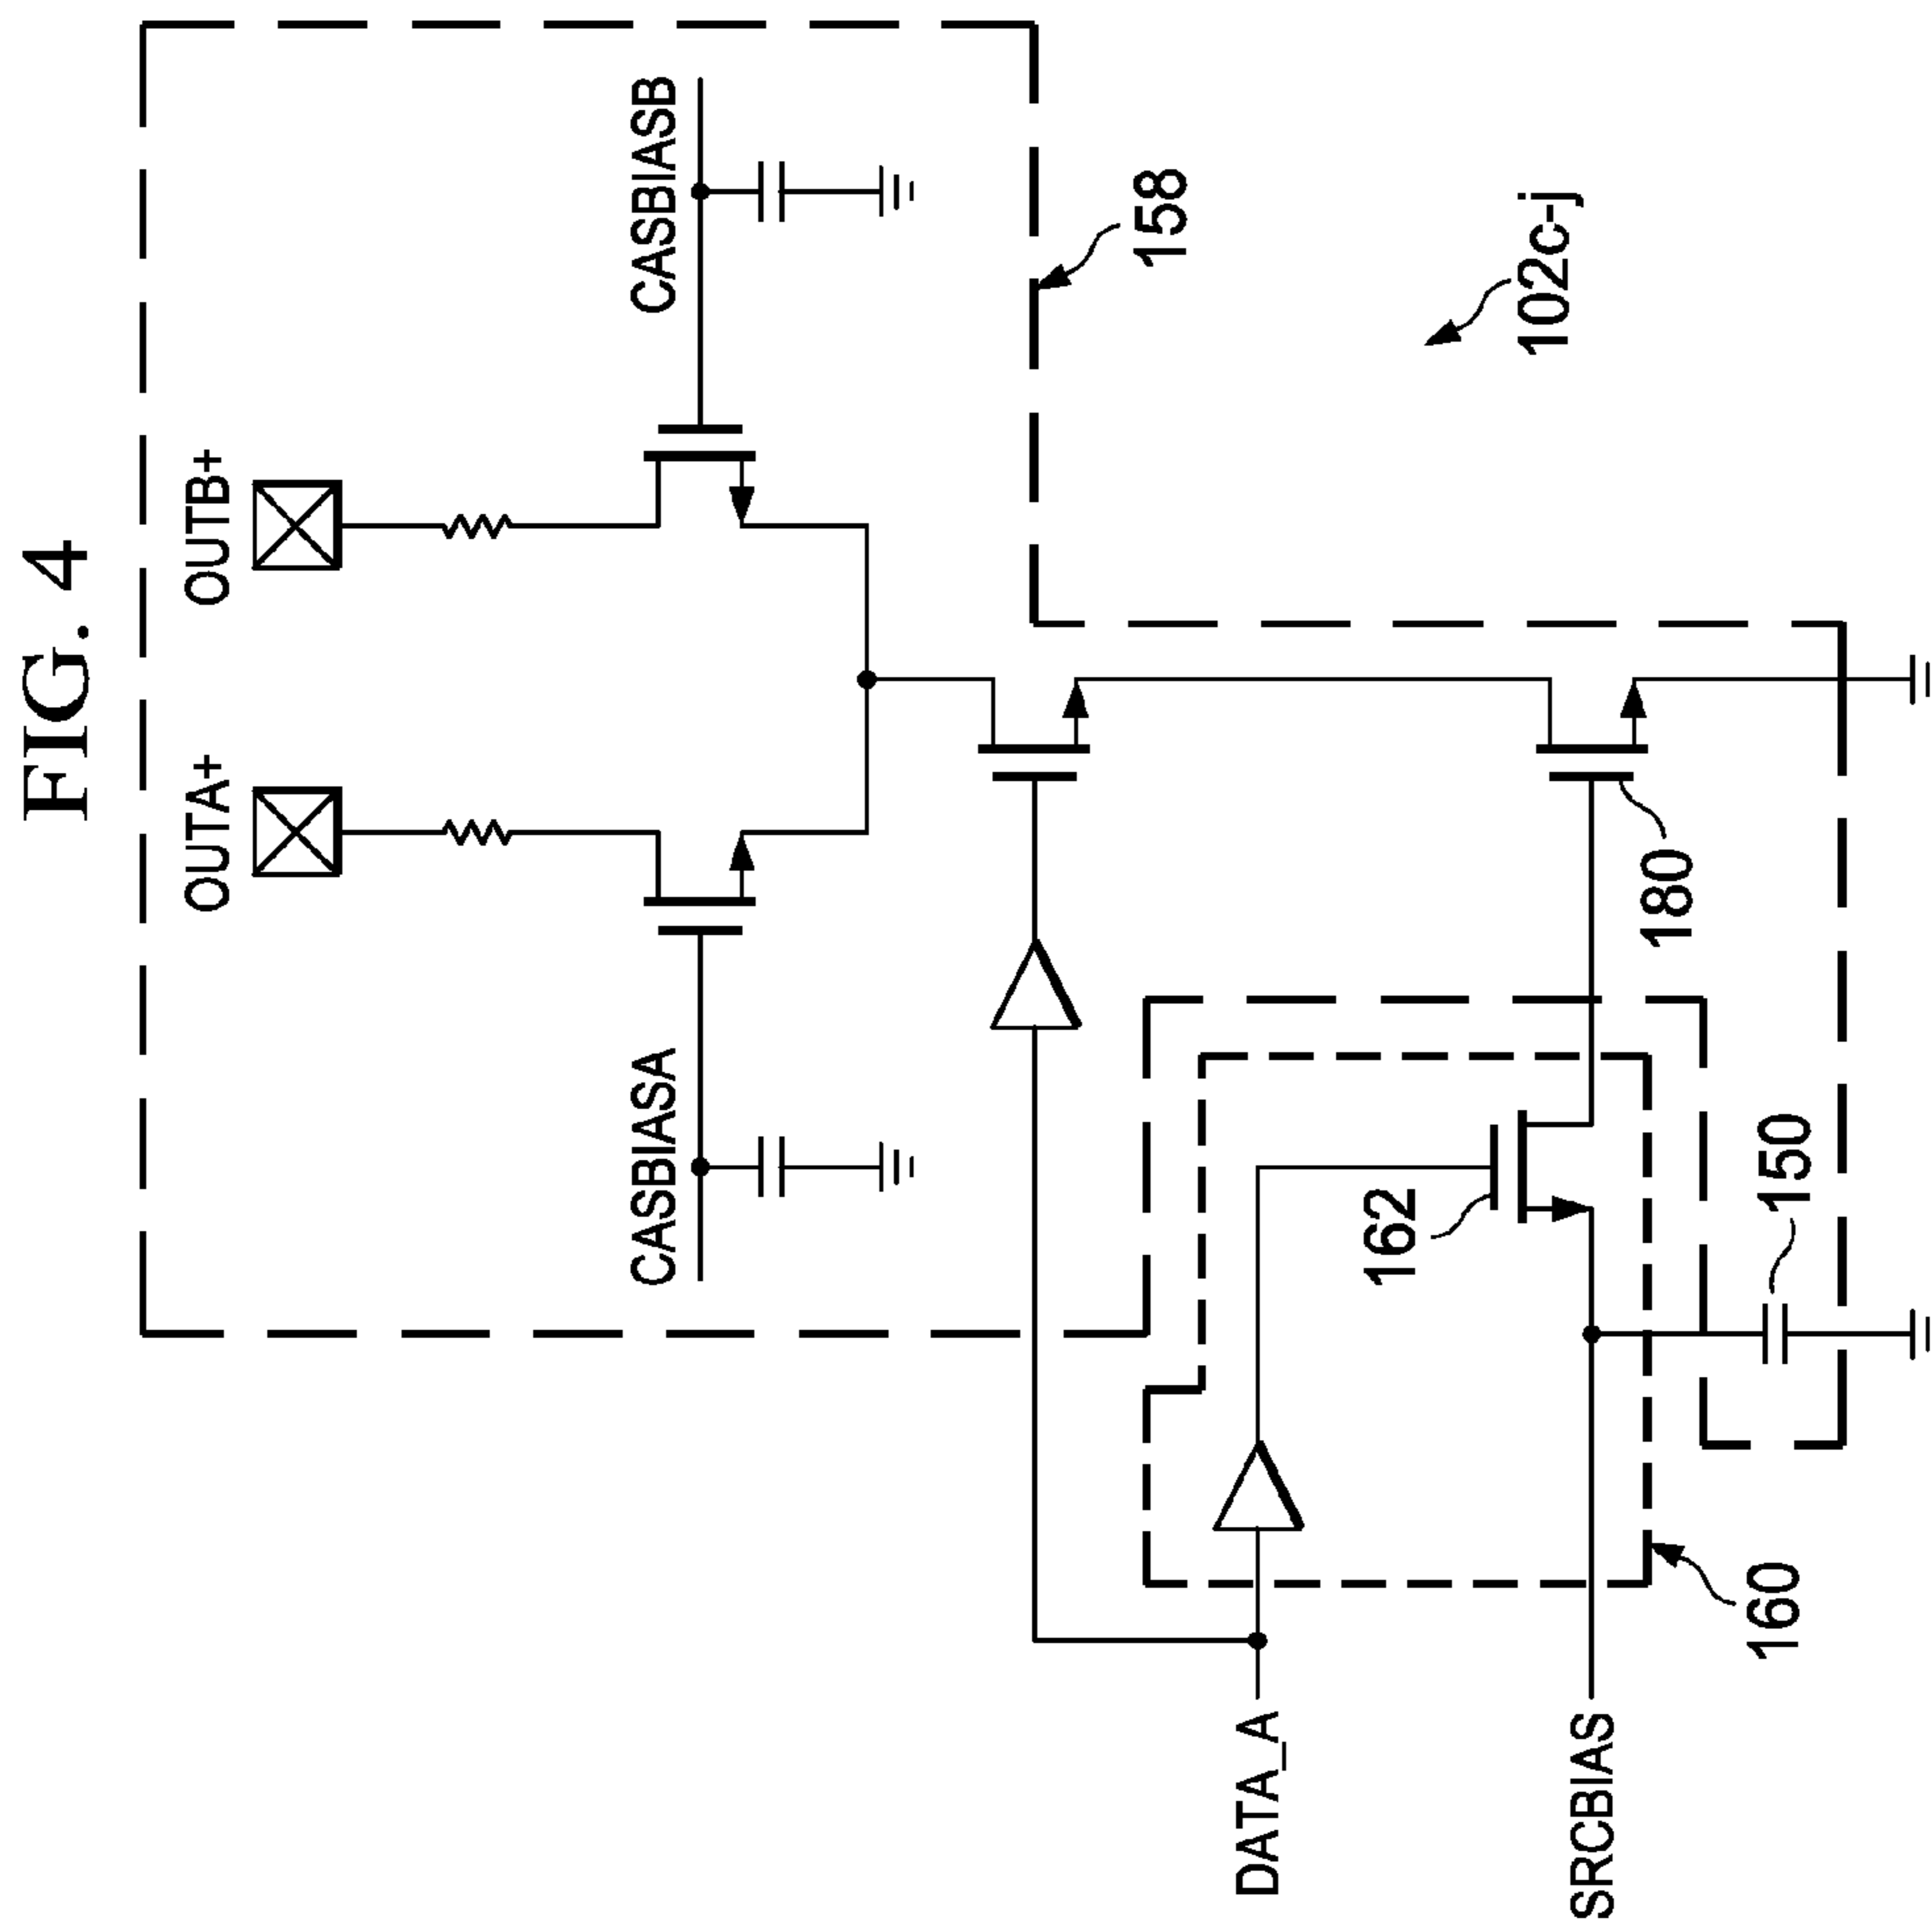 FIG. 4
OUTA+
OUTB+
CASBIASA
CASBIASB
158
DATA_A
162
102c-j
SRCBIAS
180
160
150